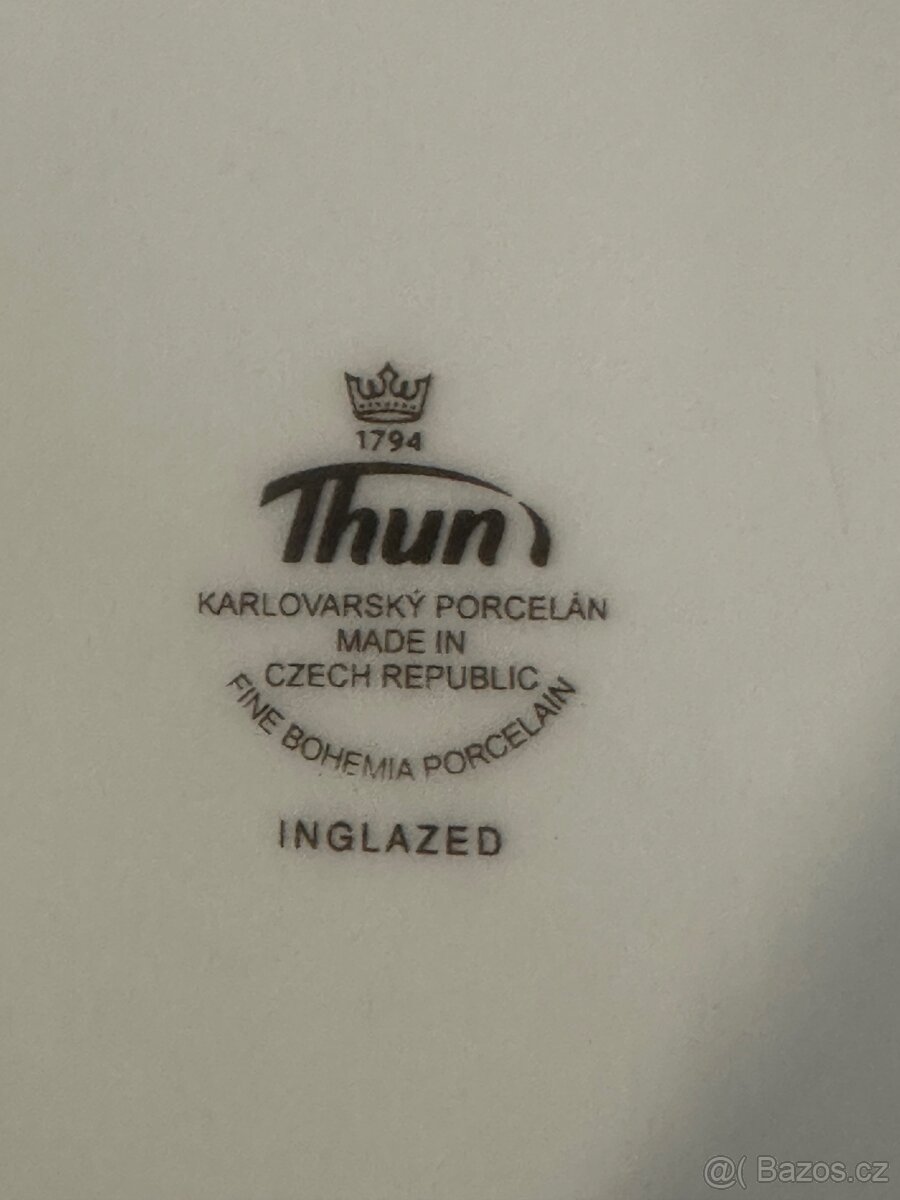 1794
Thun
KARLOVARSKÝ PORCELÁN
MADE IN
CZECH REPUBLIC
FINE BOHEMIA PORCELAIN
INGLAZED
@( Bazos.cz